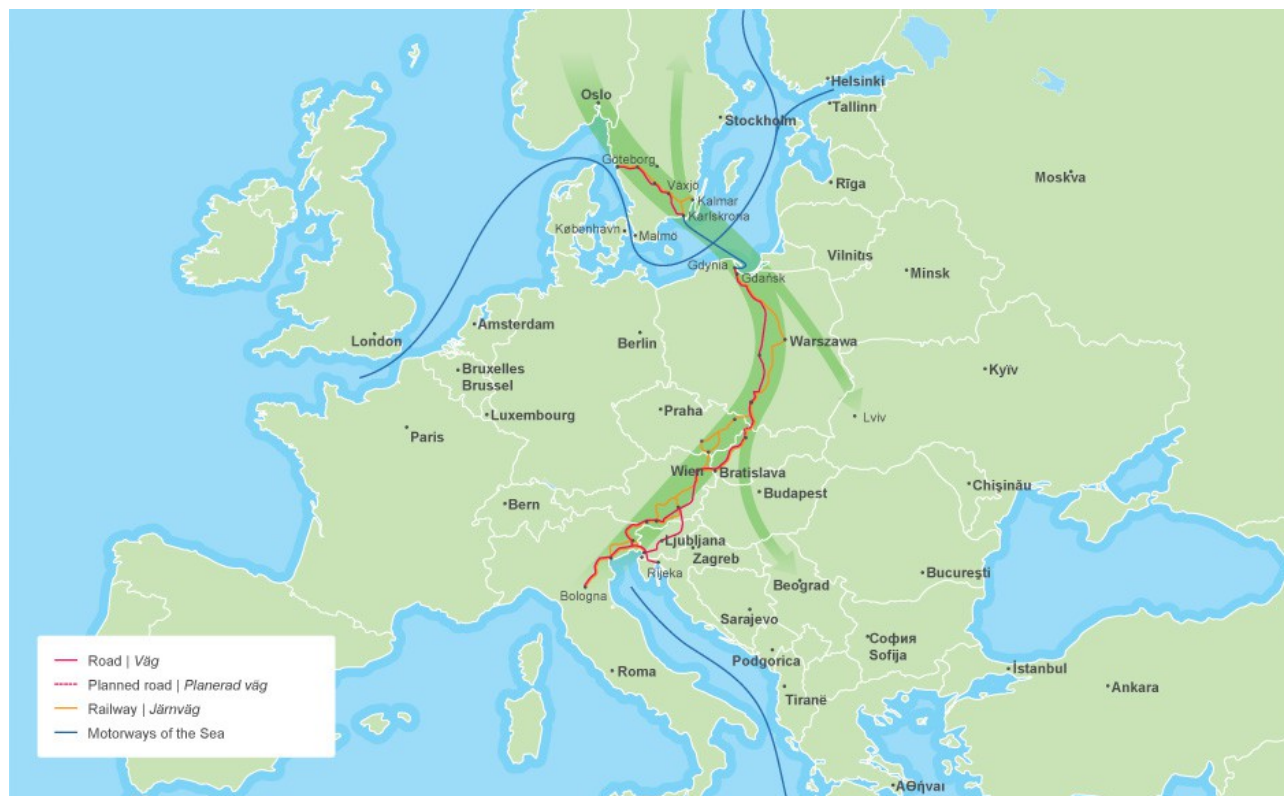 Helsinki
Oslo
Tallinn
Stockholm
Göteborg
Moskva
Rīga
Växjö
Kalmar
Karlskrona
København
Malmö
Vilnius
Gdynia
Minsk
Gdańsk
Amsterdam
London
Berlin
Warszawa
Bruxelles
Brussel
Kyïv
Praha
Luxembourg
Lviv
Paris
Wien
Bratislava
Chişinău
Budapest
Bern
Ljubljana
Zagreb
Rijeka
Bucureşti
Beograd
Bologna
Sarajevo
София
Sofija
Podgorica
Road | Väg
İstanbul
Roma
Planned road | Planerad väg
Tiranë
Ankara
Railway | Järnväg
Motorways of the Sea
Αθήναι